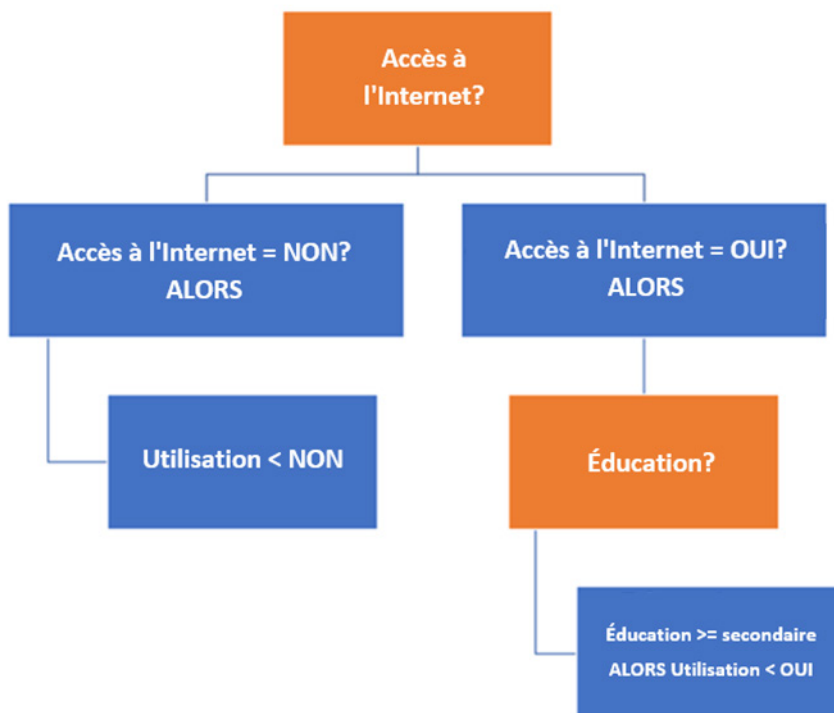 Accès à
l'Internet?
Accès à l'Internet = NON?
ALORS
Accès à l'Internet = OUI?
ALORS
Utilisation < NON
Éducation?
Éducation >= secondaire
ALORS Utilisation < OUI